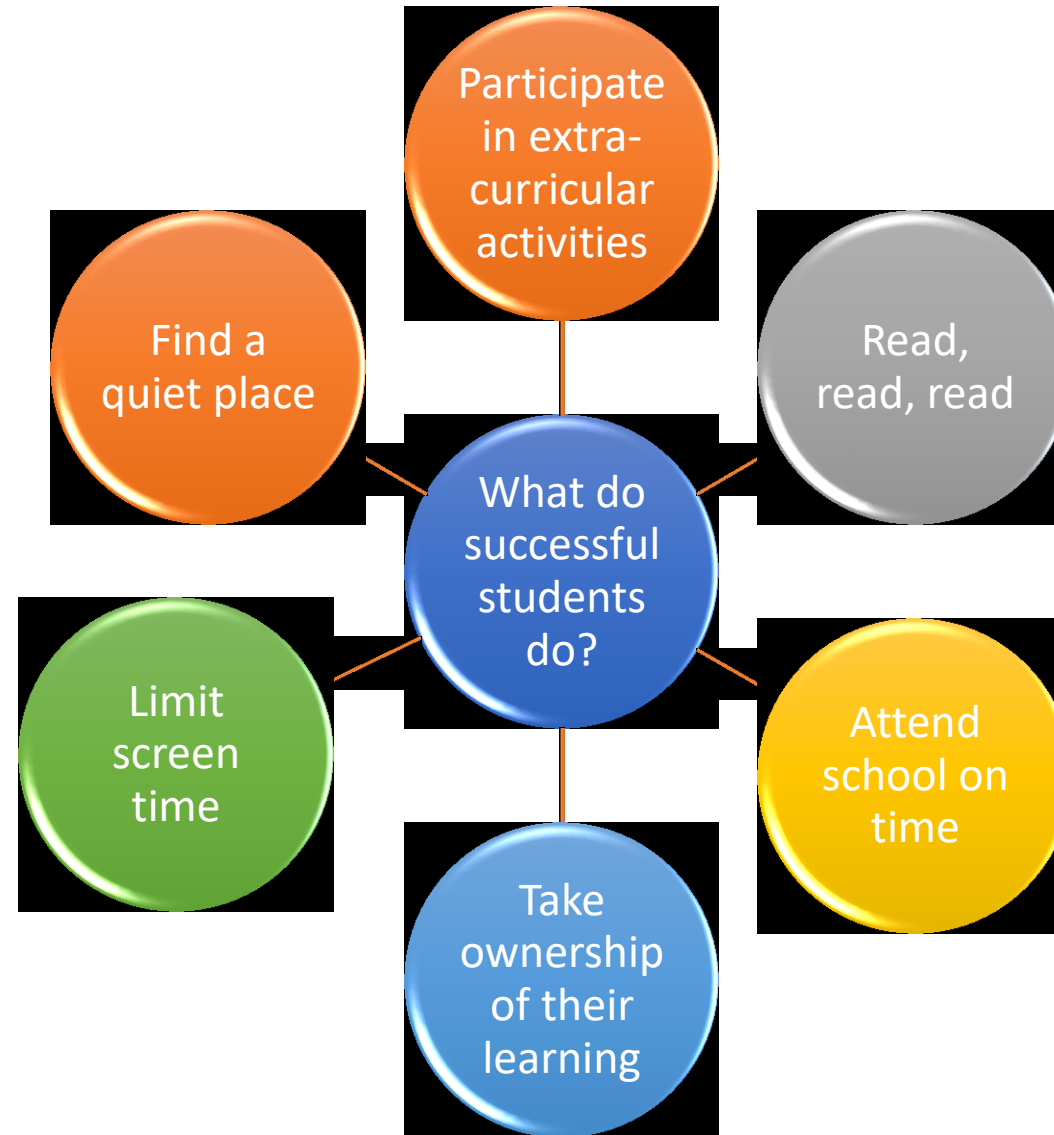 Participate
in extra-
curricular
activities
Find a
quiet place
Read,
read, read
What do
successful
students
do?
Limit
screen
time
Attend
school on
time
Take
ownership
of their
learning